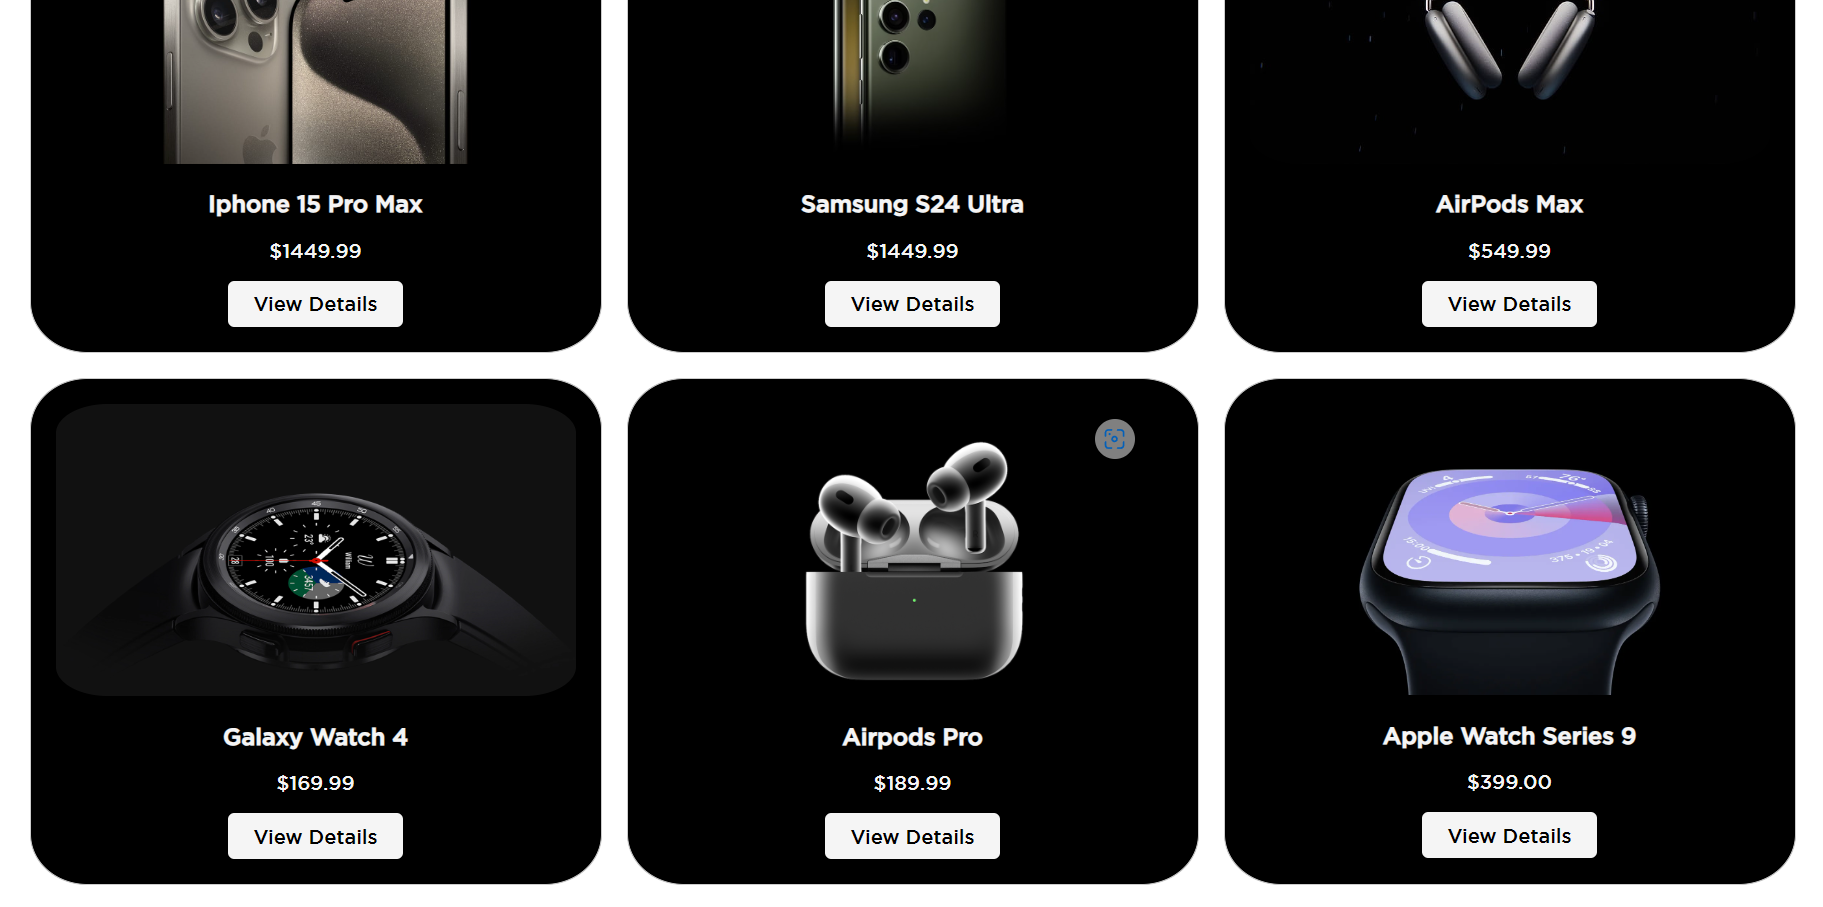 Iphone 15 Pro Max
Samsung S24 Ultra
AirPods Max
$1449.99
$1449.99
$549.99
View Details
View Details
View Details
Galaxy Watch 4
Airpods Pro
Apple Watch Series 9
$169.99
$189.99
$399.00
View Details
View Details
View Details